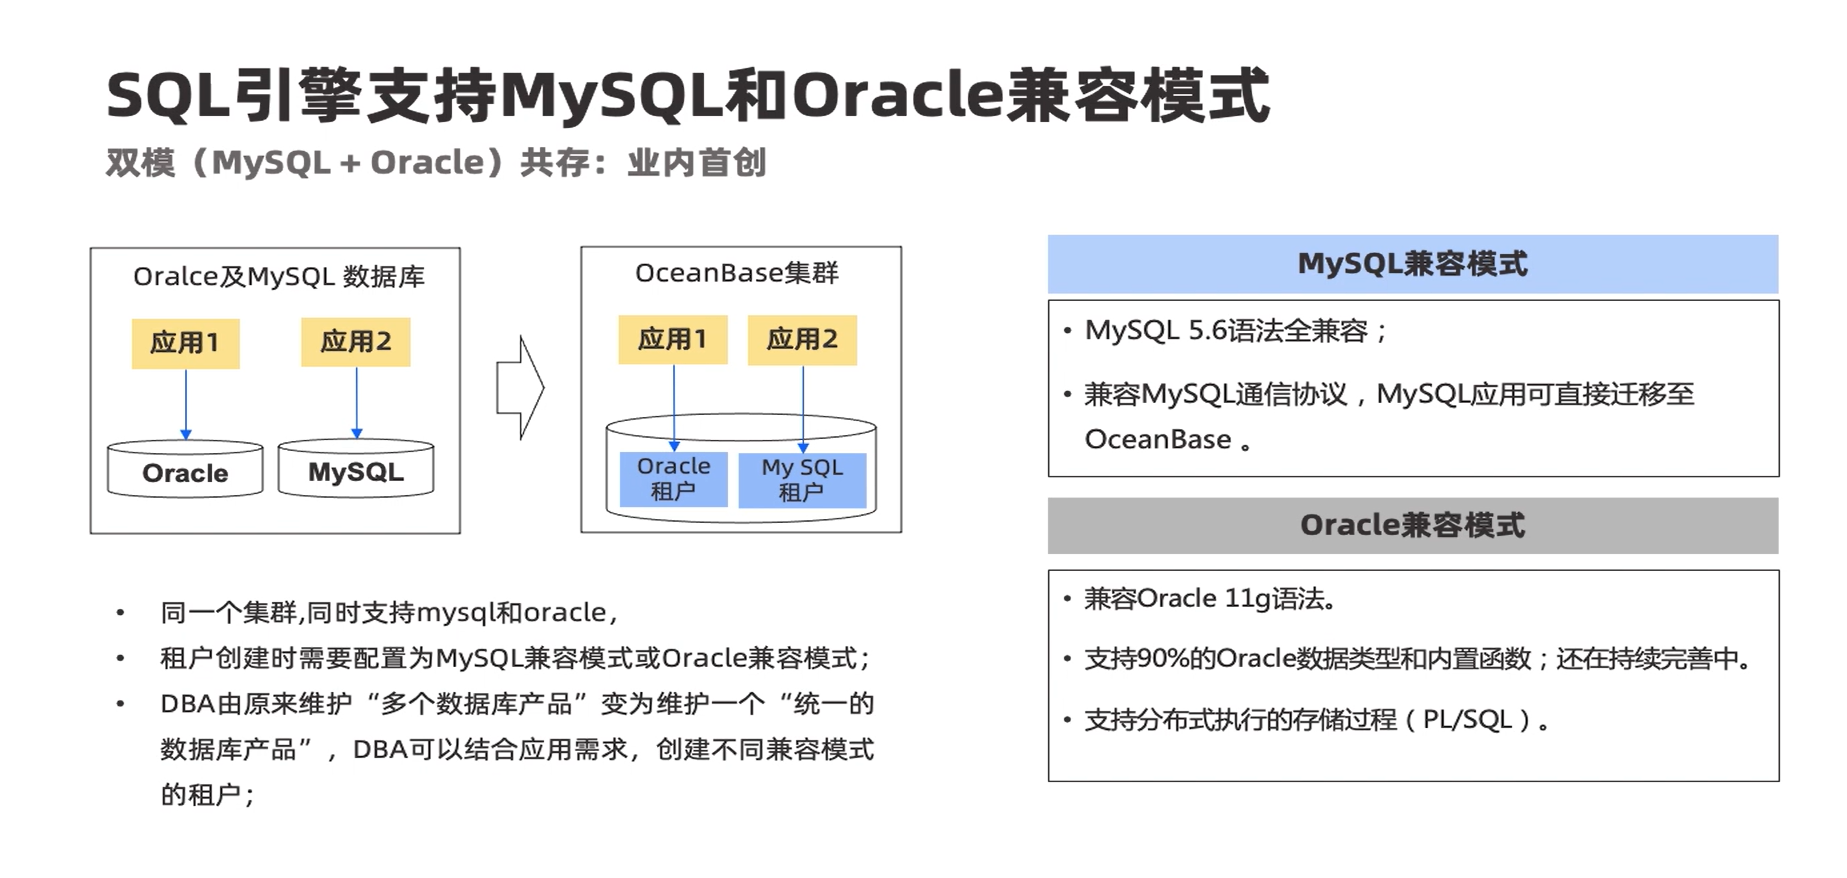 SQL引擎支持MySQL和Oracle兼容模式
双模（MySQL + Oracle）共存：业内首创
Oralce及MySQL 数据库
应用1
应用2
Oracle
MySQL
OceanBase集群
应用1
应用2
Oracle
租户
My SQL
租户
• 同一个集群,同时支持mysql和oracle,
• 租户创建时需要配置为MySQL兼容模式或Oracle兼容模式；
• DBA由原来维护“多个数据库产品”变为维护一个“统一的
数据库产品”，DBA可以结合应用需求，创建不同兼容模式
的租户；
MySQL兼容模式
• MySQL 5.6语法全兼容；
• 兼容MySQL通信协议，MySQL应用可直接迁移至
OceanBase 。
Oracle兼容模式
• 兼容Oracle 11g语法。
• 支持90%的Oracle数据类型和内置函数；还在持续完善中。
• 支持分布式执行的存储过程（PL/SQL）。